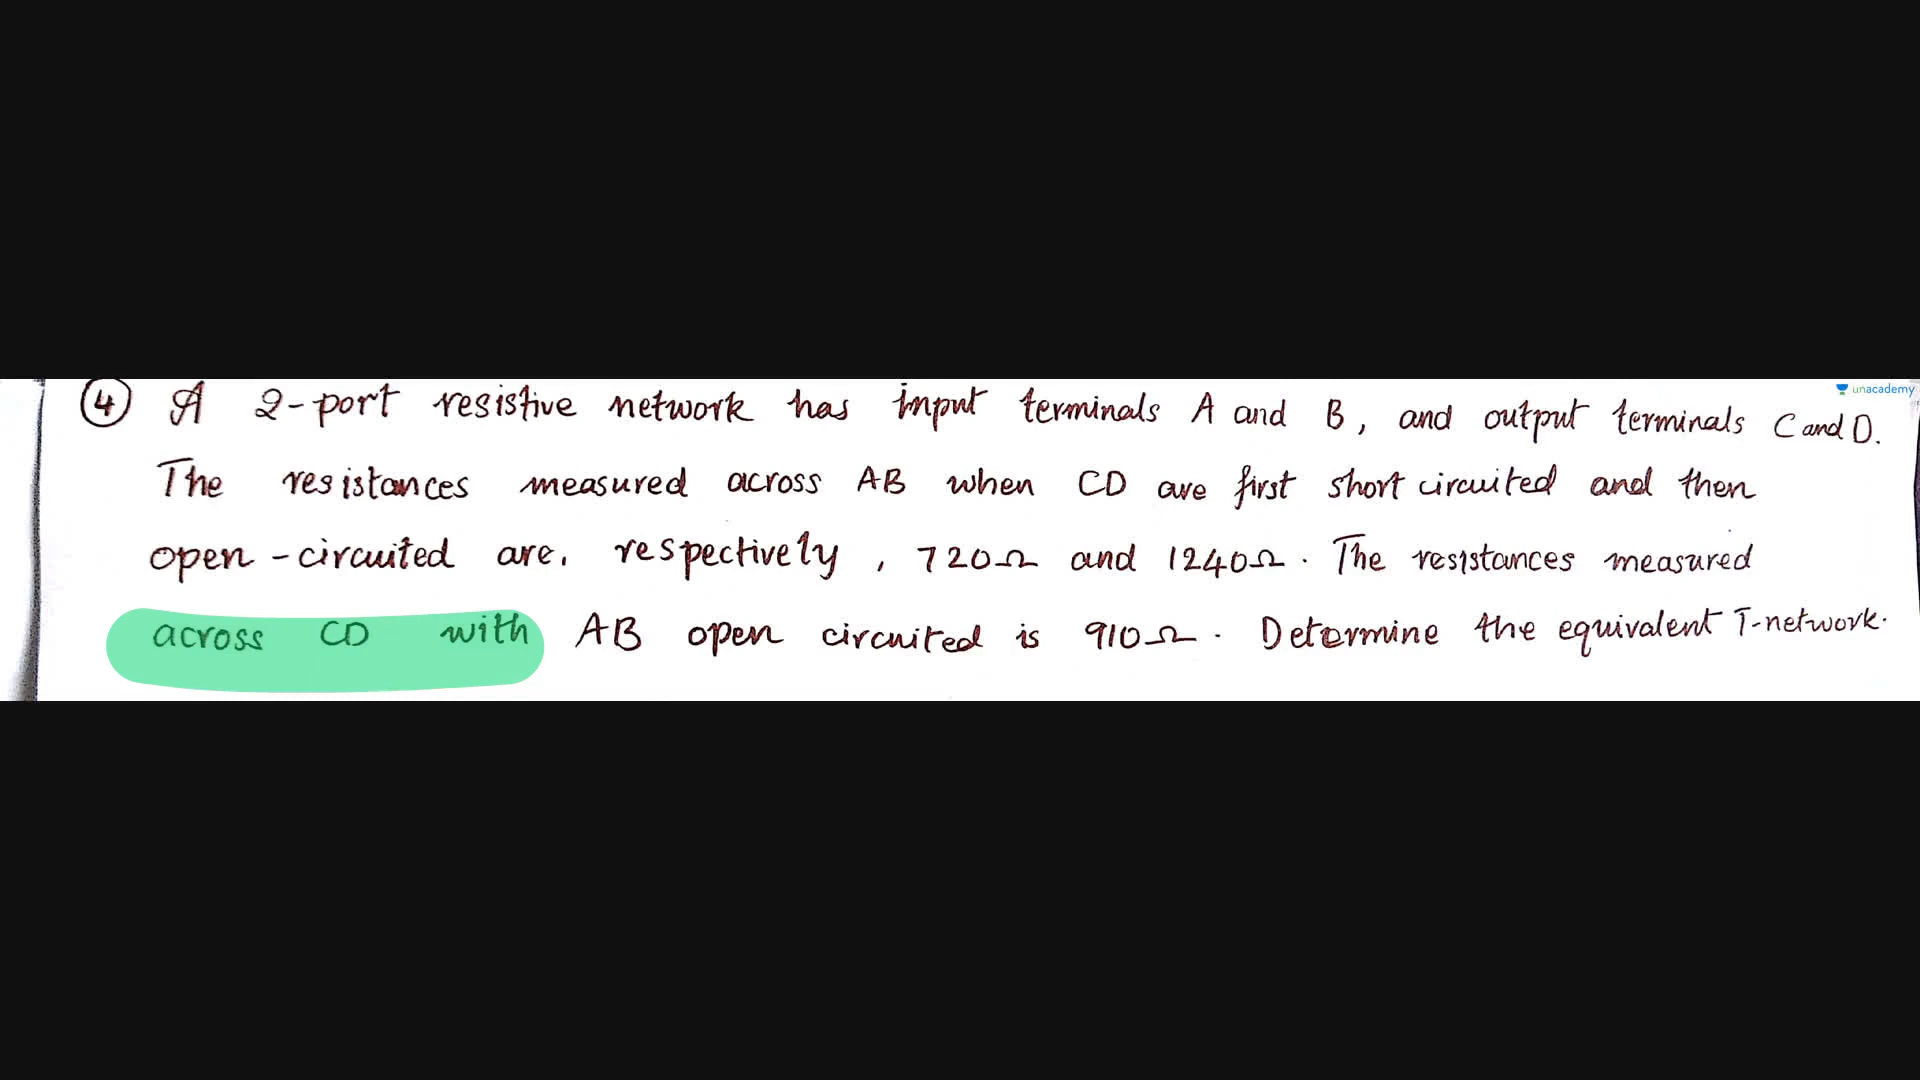 unacademy
④ A 2-port resistive network has input terminals A and B, and output terminals C and D.
The resistances measured across AB when CD are first short circuited and then
open-circuited are. respectively, 720Ω and 1240Ω. The resistances measured
across CD with AB open circuited is 910Ω. Determine the equivalent T-network.